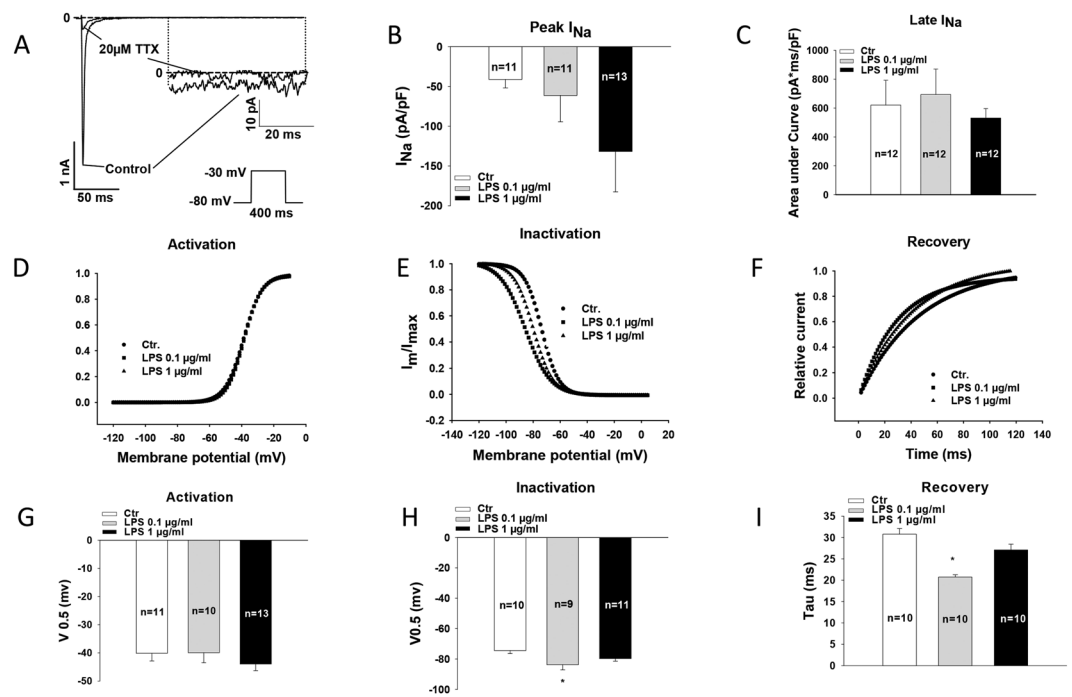 A
0
20µM TTX
0
10 pA
20 ms
Control
1 nA
50 ms
-30 mV
-80 mV
400 ms
B
Peak INa
0
-50
-100
-150
-200
INa (pA/pF)
n=11
n=11
n=13
Ctr
LPS 0.1 µg/ml
LPS 1 µg/ml
C
Late INa
1000
800
600
400
200
0
Area under Curve (pA*ms/pF)
Ctr
LPS 0.1 µg/ml
LPS 1 µg/ml
n=12
n=12
n=12
D
Activation
1.0
0.8
0.6
0.4
0.2
0.0
Ctr.
LPS 0.1 µg/ml
LPS 1 µg/ml
-120 -100 -80 -60 -40 -20 0
Membrane potential (mV)
E
Inactivation
1.0
0.8
0.6
0.4
0.2
0.0
-0.2
Im/Imax
Ctr.
LPS 0.1 µg/ml
LPS 1 µg/ml
-120 -100 -80 -60 -40 -20 0 20
Membrane potential (mV)
F
Recovery
1.0
0.8
0.6
0.4
0.2
0.0
Relative current
Ctr.
LPS 0.1 µg/ml
LPS 1 µg/ml
0 20 40 60 80 100 120 140
Time (ms)
G
Activation
Ctr
LPS 0.1 µg/ml
LPS 1 µg/ml
0
-10
-20
-30
-40
-50
V 0.5 (mv)
n=11
n=10
n=13
H
Inactivation
Ctr
LPS 0.1 µg/ml
LPS 1 µg/ml
0
-20
-40
-60
-80
-100
V0.5 (mv)
n=10
n=9
n=11
*
I
Recovery
Ctr
LPS 0.1 µg/ml
LPS 1 µg/ml
35
30
25
20
15
10
5
0
Tau (ms)
*
n=10
n=10
n=10